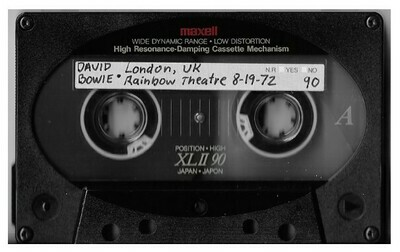 maxell
WIDE DYNAMIC RANGE • LOW DISTORTION
High Resonance-Damping Cassette Mechanism
DAVID London, UK N.R YES NO
BOWIE • Rainbow Theatre 8-19-72 90
A
POSITION • HIGH
XLII 90
JAPAN • JAPON